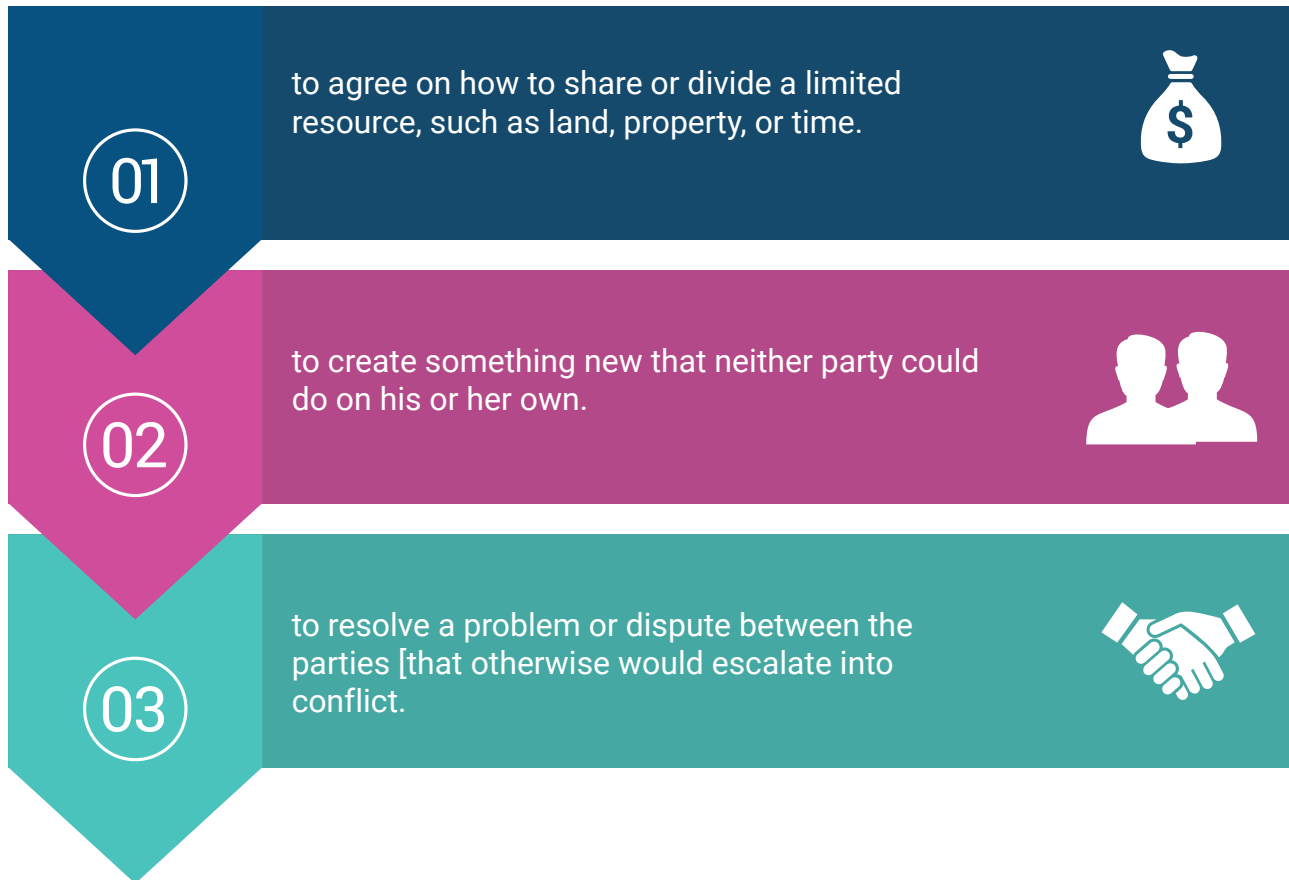 01
to agree on how to share or divide a limited
resource, such as land, property, or time.
$
02
to create something new that neither party could
do on his or her own.
03
to resolve a problem or dispute between the
parties [that otherwise would escalate into
conflict.